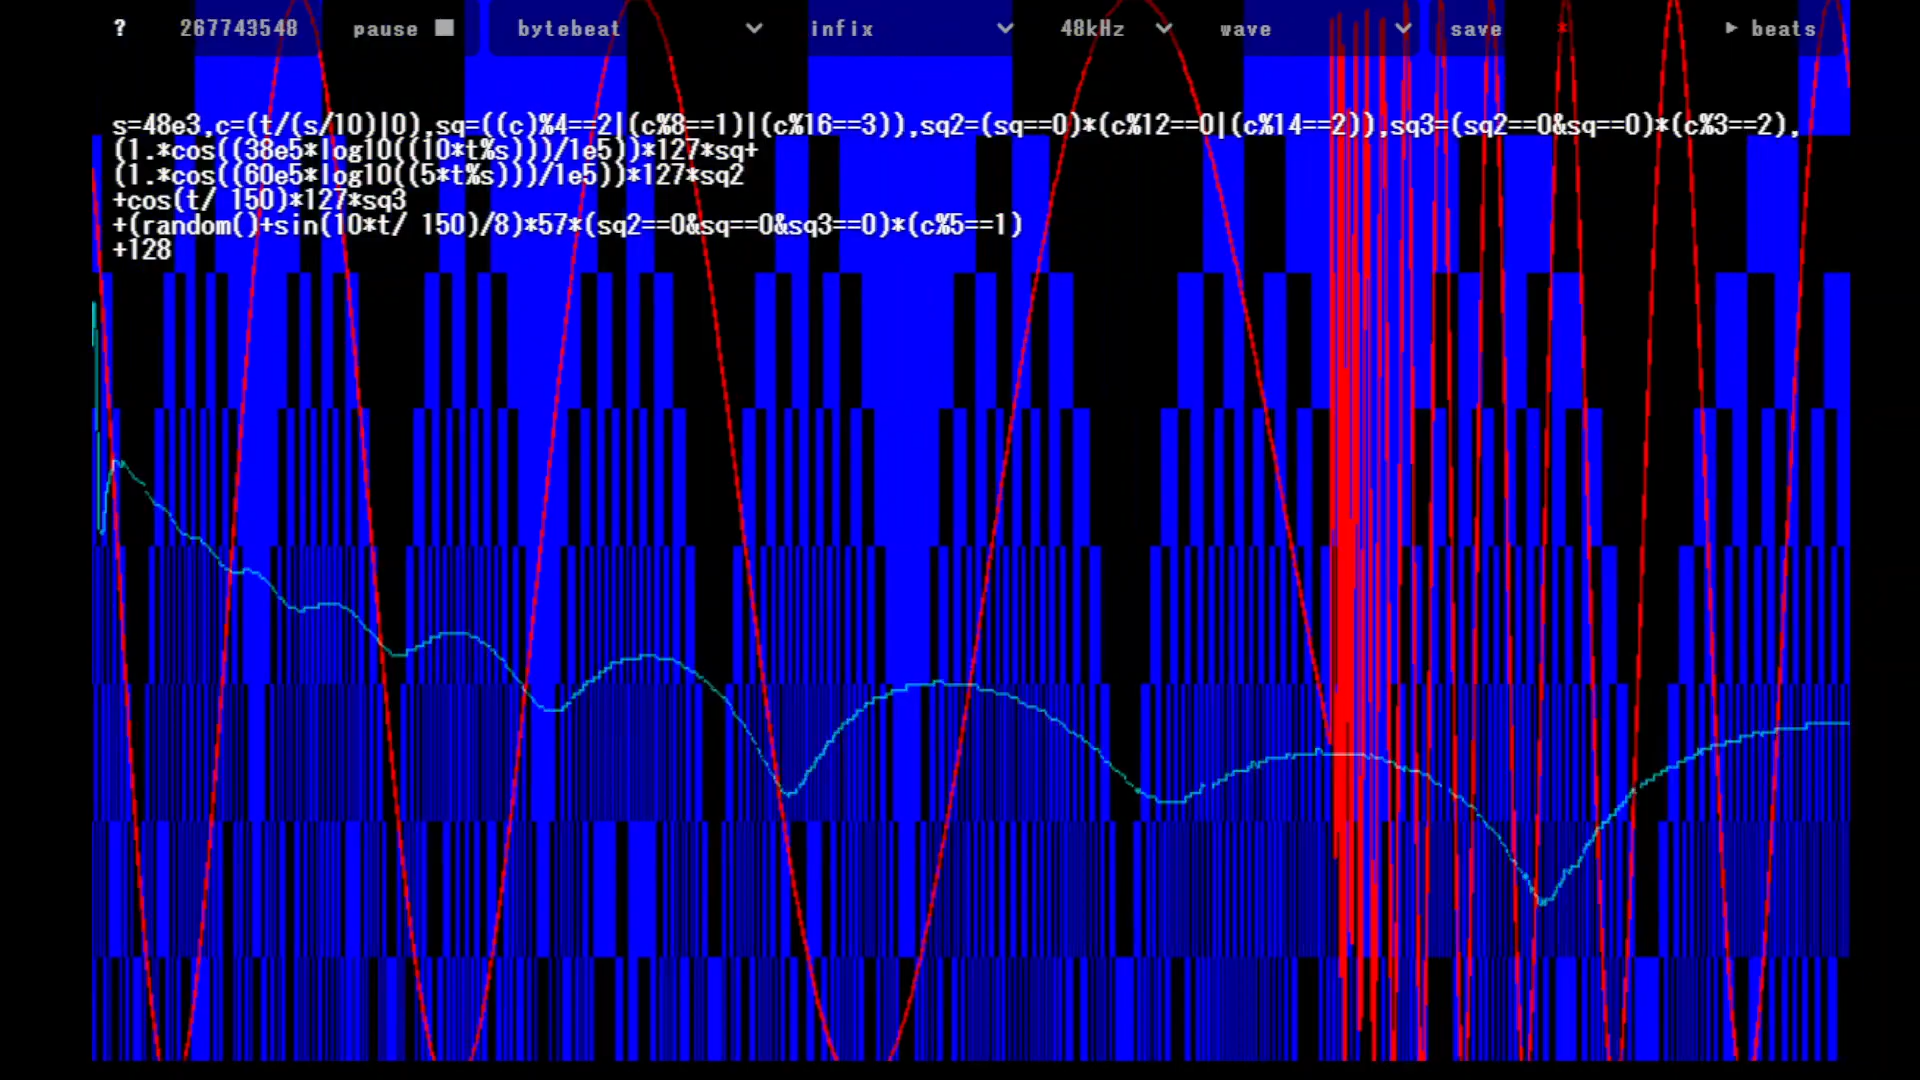 ? 267743548 pause bytebeat infix 48kHz wave save * beats
s=48e3,c=(t/(s/10)|0),sq=((c)%4==2|(c%8==1)|(c%16==3)),sq2=(sq==0)*(c%12==0|(c%14==2)),sq3=(sq2==0&sq==0)*(c%3==2),
(1.*cos((38e5*log10((10*t%s)))/1e5))*127*sq+
(1.*cos((60e5*log10((5*t%s)))/1e5))*127*sq2
+cos(t/ 150)*127*sq3
+(random()+sin(10*t/ 150)/8)*57*(sq2==0&sq==0&sq3==0)*(c%5==1)
+128